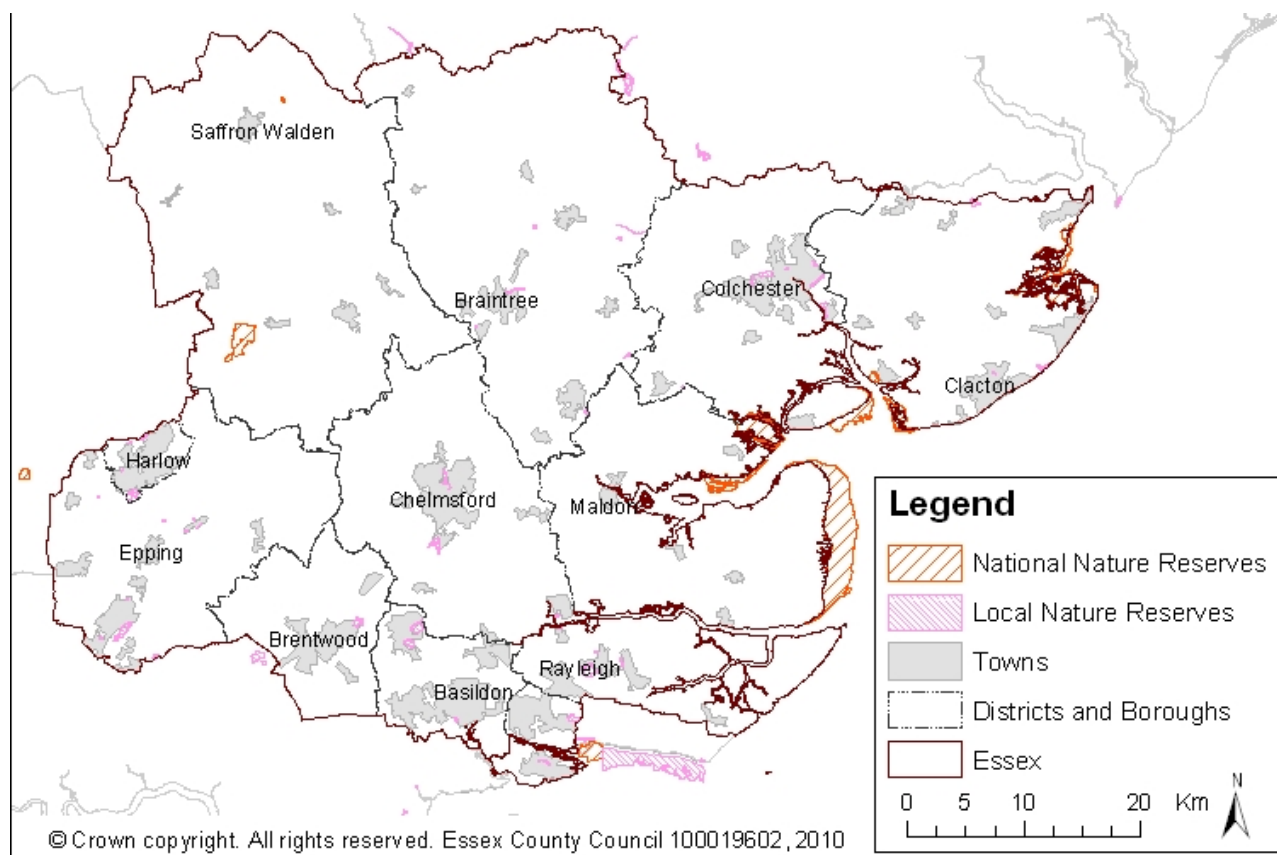 Saffron Walden
Braintree
Colchester
Clacton
Harlow
Chelmsford
Maldon
Epping
Brentwood
Rayleigh
Basildon
Legend
National Nature Reserves
Local Nature Reserves
Towns
Districts and Boroughs
Essex
0 5 10 20 Km
N
© Crown copyright. All rights reserved. Essex County Council 100019602, 2010